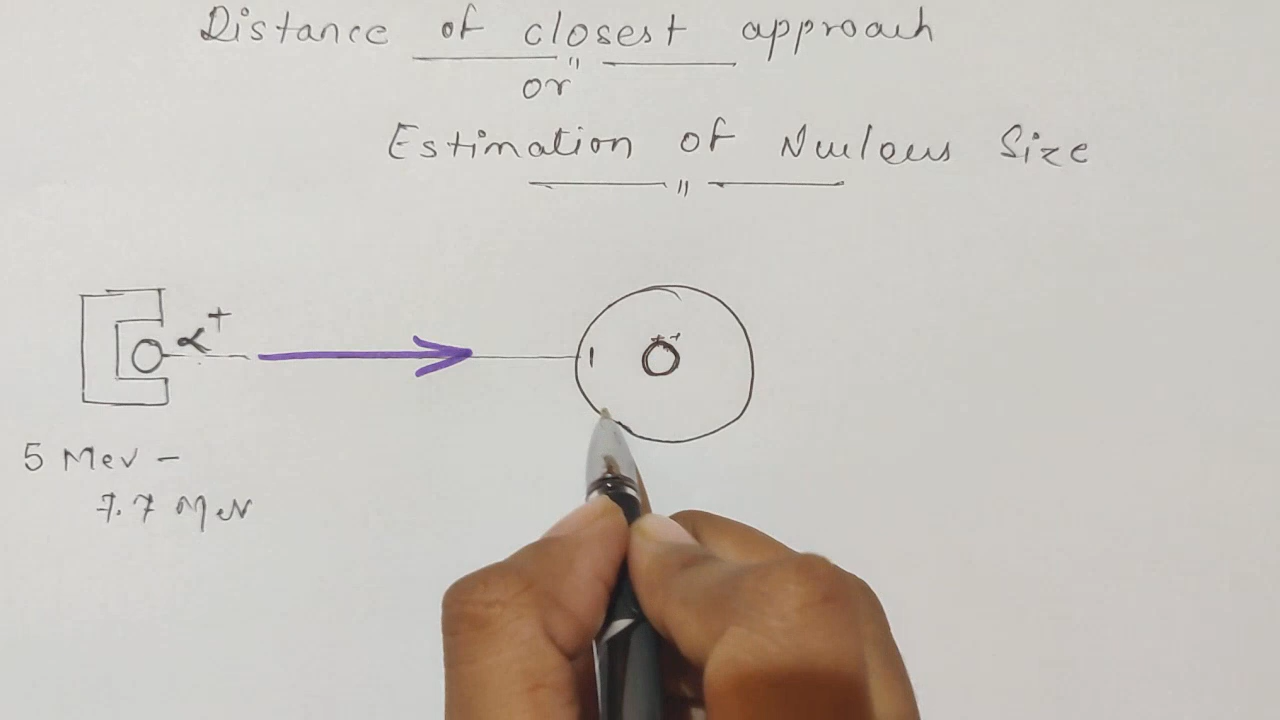 Distance of closest approach
or
Estimation of Nucleus Size
α+
++
5 Mev -
7.7 MeV